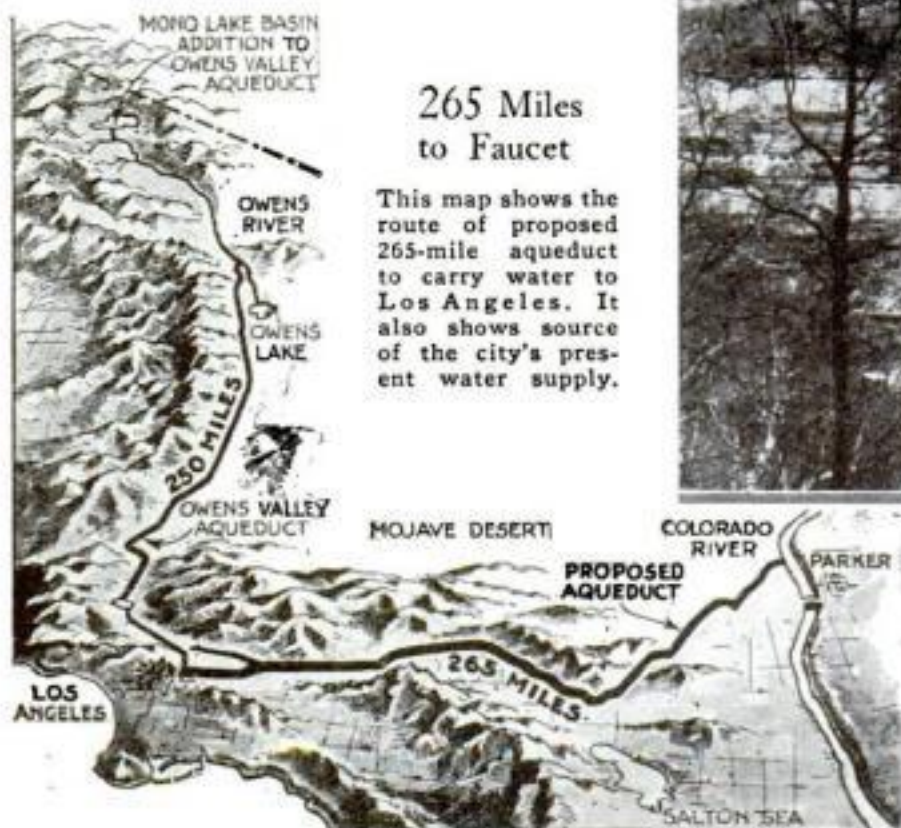 MONO LAKE BASIN
ADDITION TO
OWENS VALLEY
AQUEDUCT
265 Miles
to Faucet
This map shows the
route of proposed
265-mile aqueduct
to carry water to
Los Angeles. It
also shows source
of the city's pres-
ent water supply.
OWENS
RIVER
OWENS
LAKE
250 MILES
OWENS VALLEY
AQUEDUCT
MOJAVE DESERT
COLORADO
RIVER
PARKER
PROPOSED
AQUEDUCT
265 MILES
LOS
ANGELES
SALTON SEA